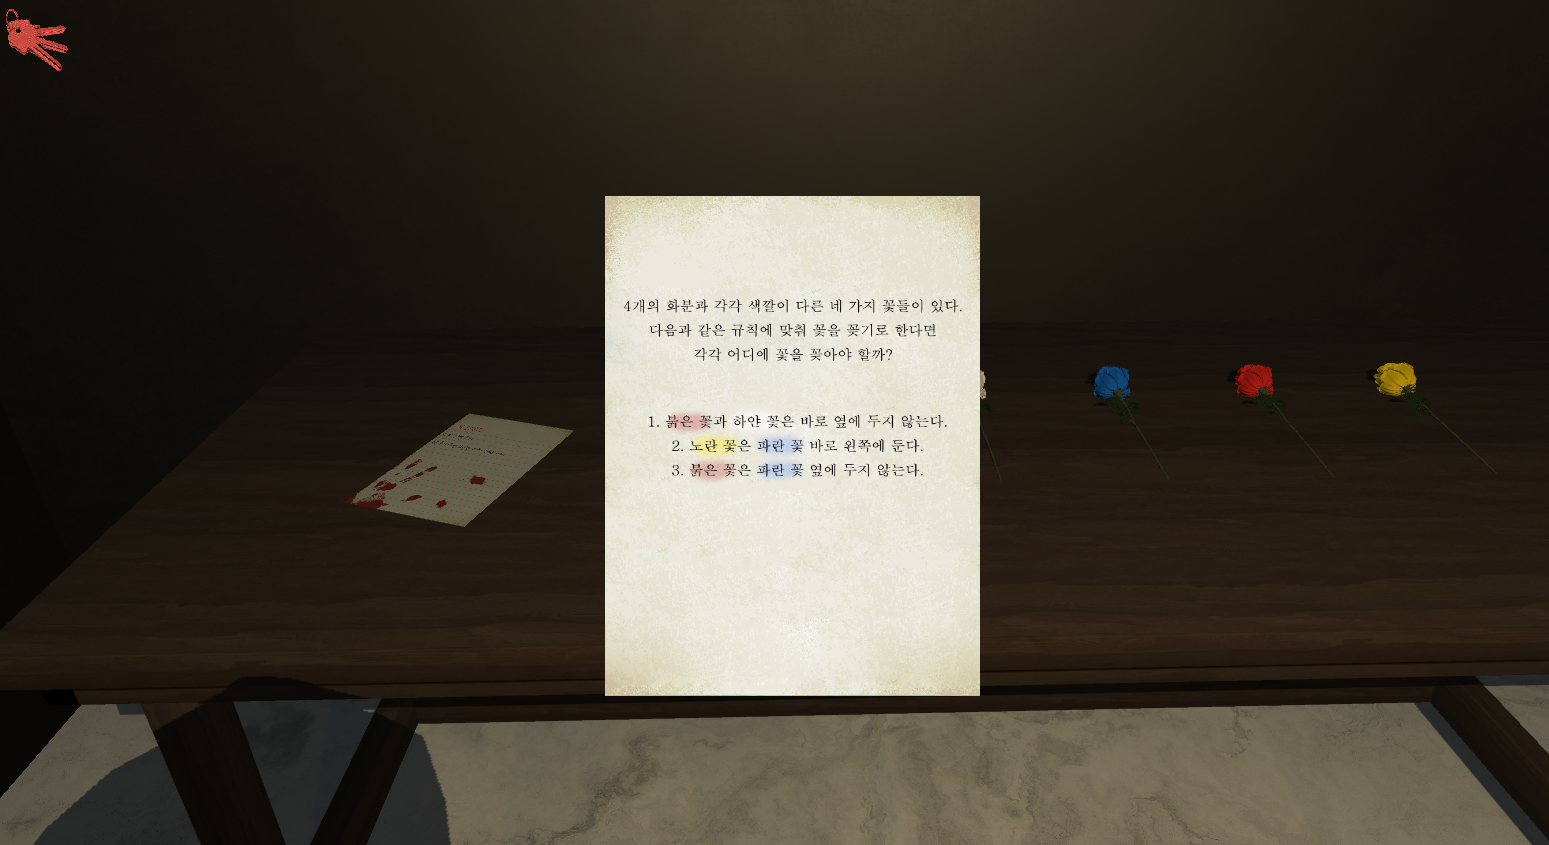 4개의 화분과 각각 색깔이 다른 네 가지 꽃들이 있다.
다음과 같은 규칙에 맞춰 꽃을 꽂기로 한다면
각각 어디에 꽃을 꽂아야 할까?
1. 붉은 꽃과 하얀 꽃은 바로 옆에 두지 않는다.
2. 노란 꽃은 파란 꽃 바로 왼쪽에 둔다.
3. 붉은 꽃은 파란 꽃 옆에 두지 않는다.